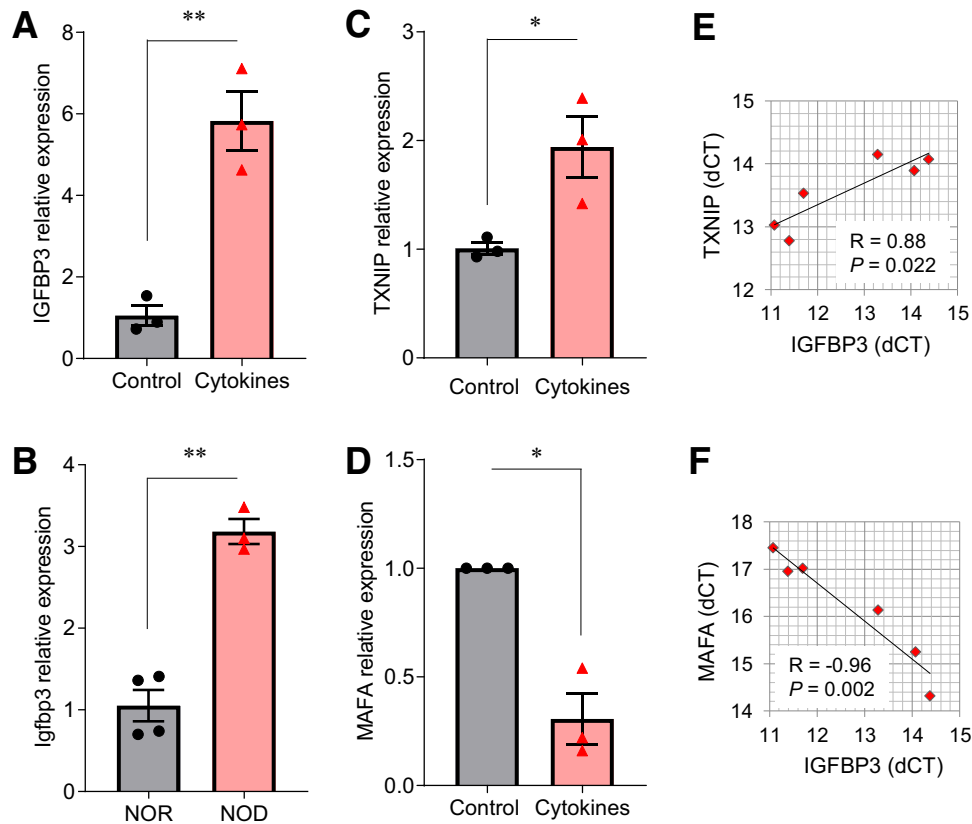 A
**
IGFBP3 relative expression
8
6
4
2
0
Control Cytokines
C
*
TXNIP relative expression
3
2
1
0
Control Cytokines
E
TXNIP (dCT)
15
14
13
12
R = 0.88
P = 0.022
11 12 13 14 15
IGFBP3 (dCT)
B
**
Igfbp3 relative expression
4
3
2
1
0
NOR NOD
D
*
MAFA relative expression
1.5
1.0
0.5
0.0
Control Cytokines
F
MAFA (dCT)
18
17
16
15
14
R = -0.96
P = 0.002
11 12 13 14 15
IGFBP3 (dCT)